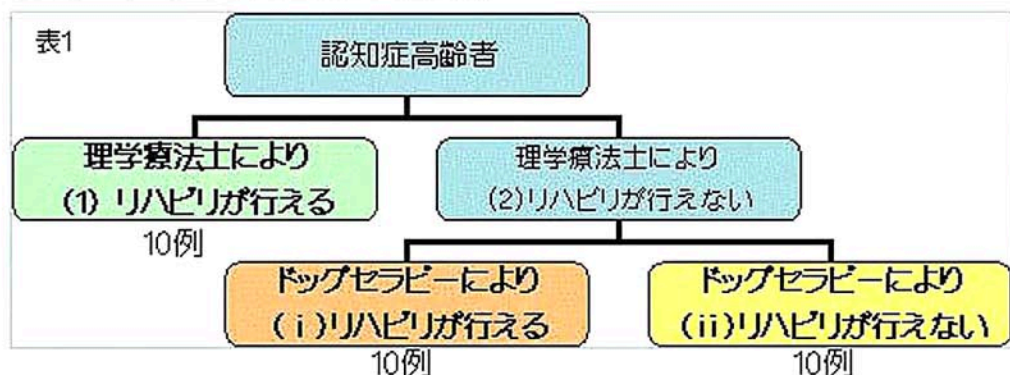 表1
認知症高齢者
理学療法士により
(1) リハビリが行える
10例
理学療法士により
(2)リハビリが行えない
ドッグセラピーにより
(ⅰ)リハビリが行える
10例
ドッグセラピーにより
(ii)リハビリが行えない
10例